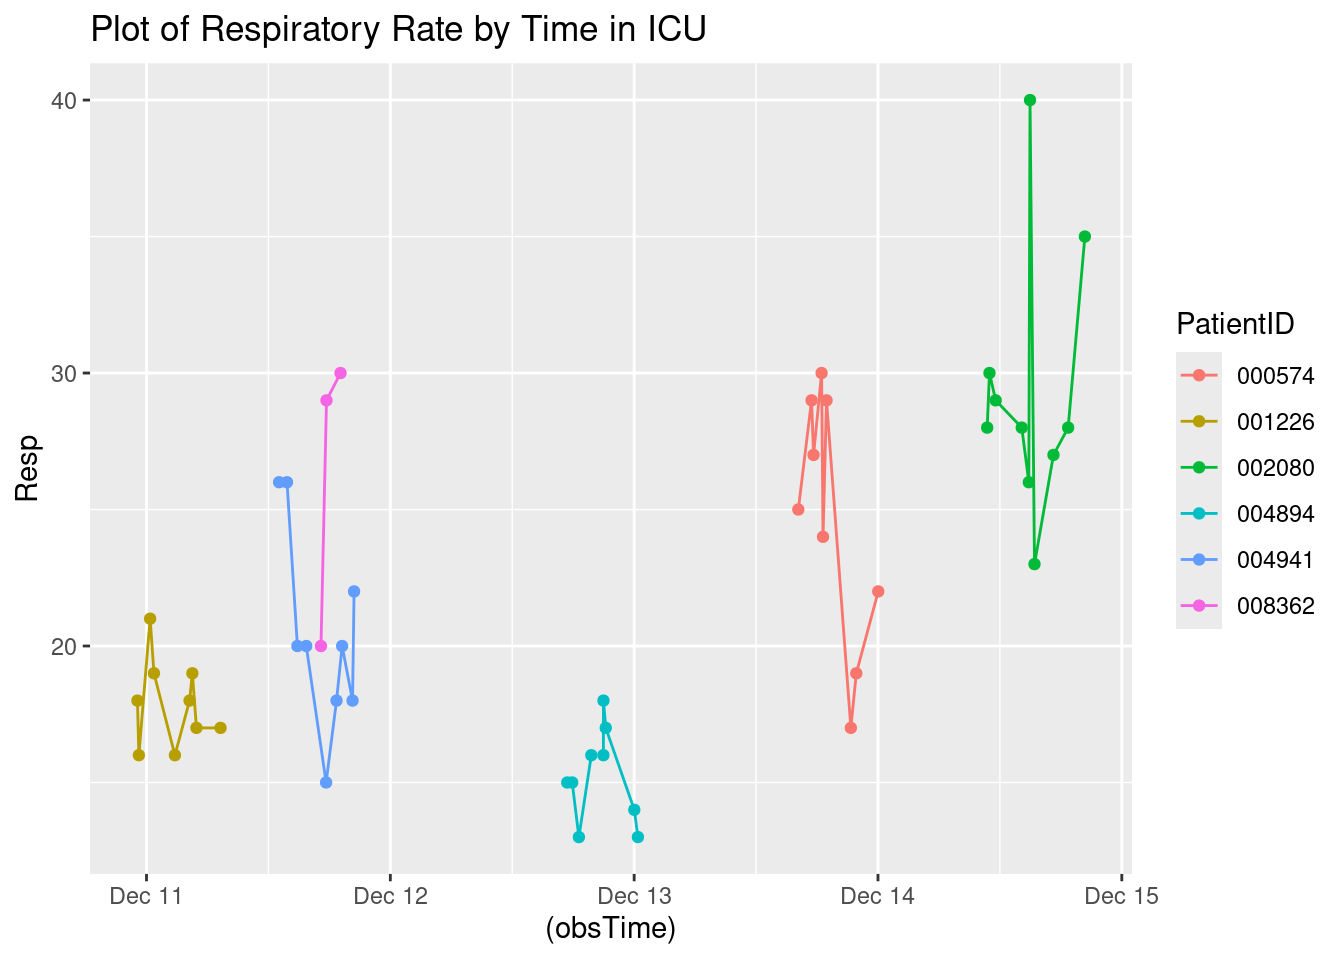 Plot of Respiratory Rate by Time in ICU
40
30
20
Resp
Dec 11
Dec 12
Dec 13
Dec 14
Dec 15
(obsTime)
PatientID
000574
001226
002080
004894
004941
008362